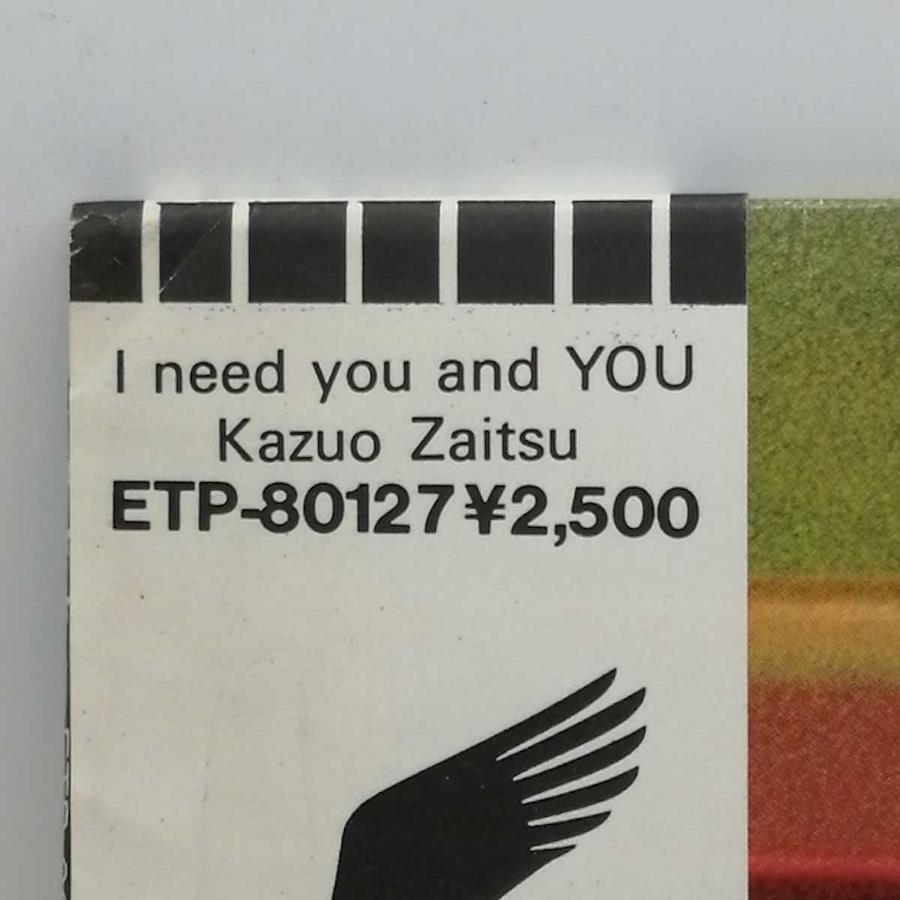 I need you and YOU
Kazuo Zaitsu
ETP-80127 ¥2,500